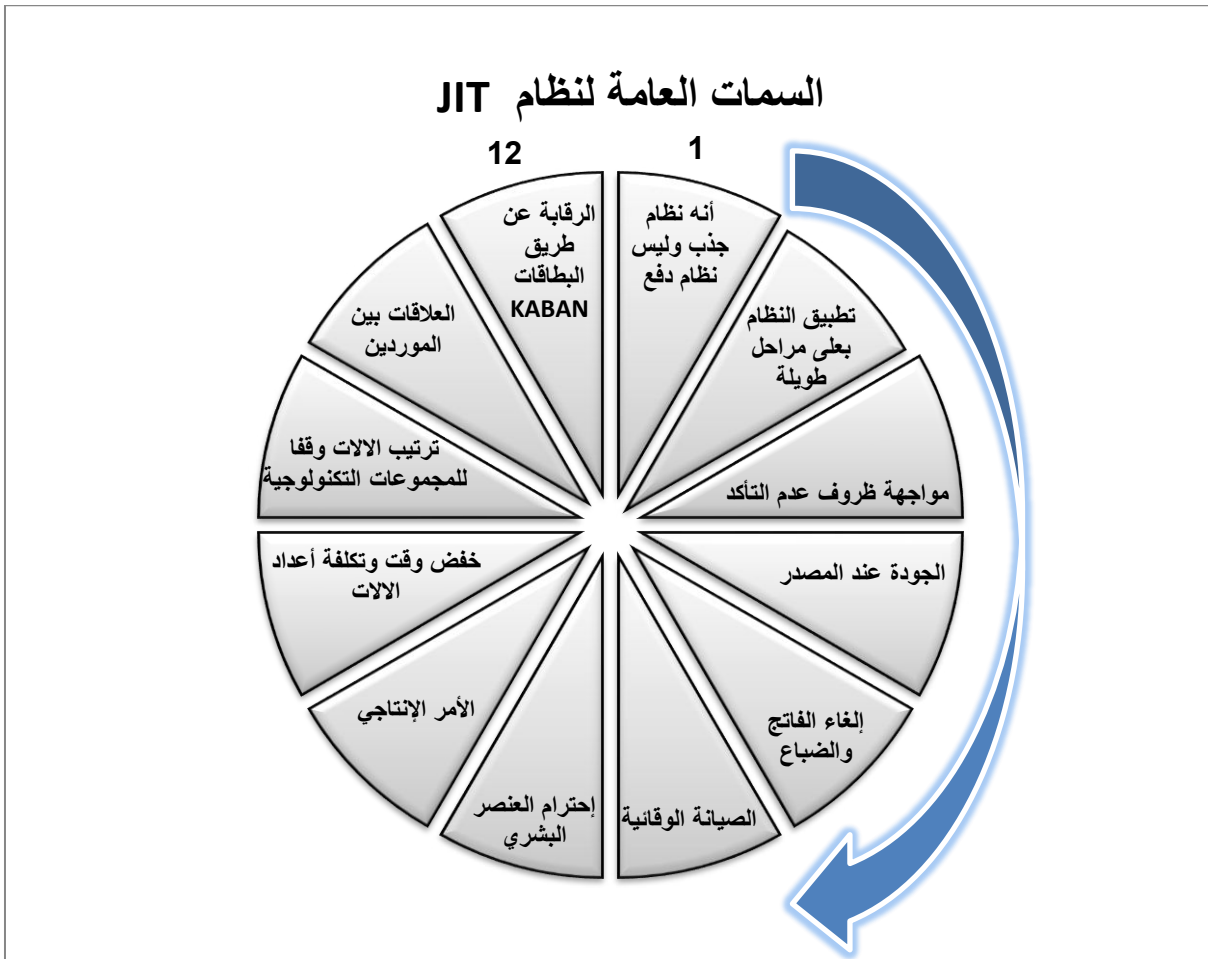 السمات العامة لنظام JIT
1
أنه نظام
جذب وليس
نظام دفع
تطبيق النظام
بعلى مراحل
طويلة
مواجهة ظروف عدم التأكد
الجودة عند المصدر
إلغاء الفاتج
والضباع
الصيانة الوقائية
إحترام العنصر
البشري
الأمر الإنتاجي
خفض وقت وتكلفة أعداد
الالات
ترتيب الالات وقفا
للمجموعات التكنولوجية
العلاقات بين
الموردين
12
الرقابة عن
طريق
البطاقات
KABAN